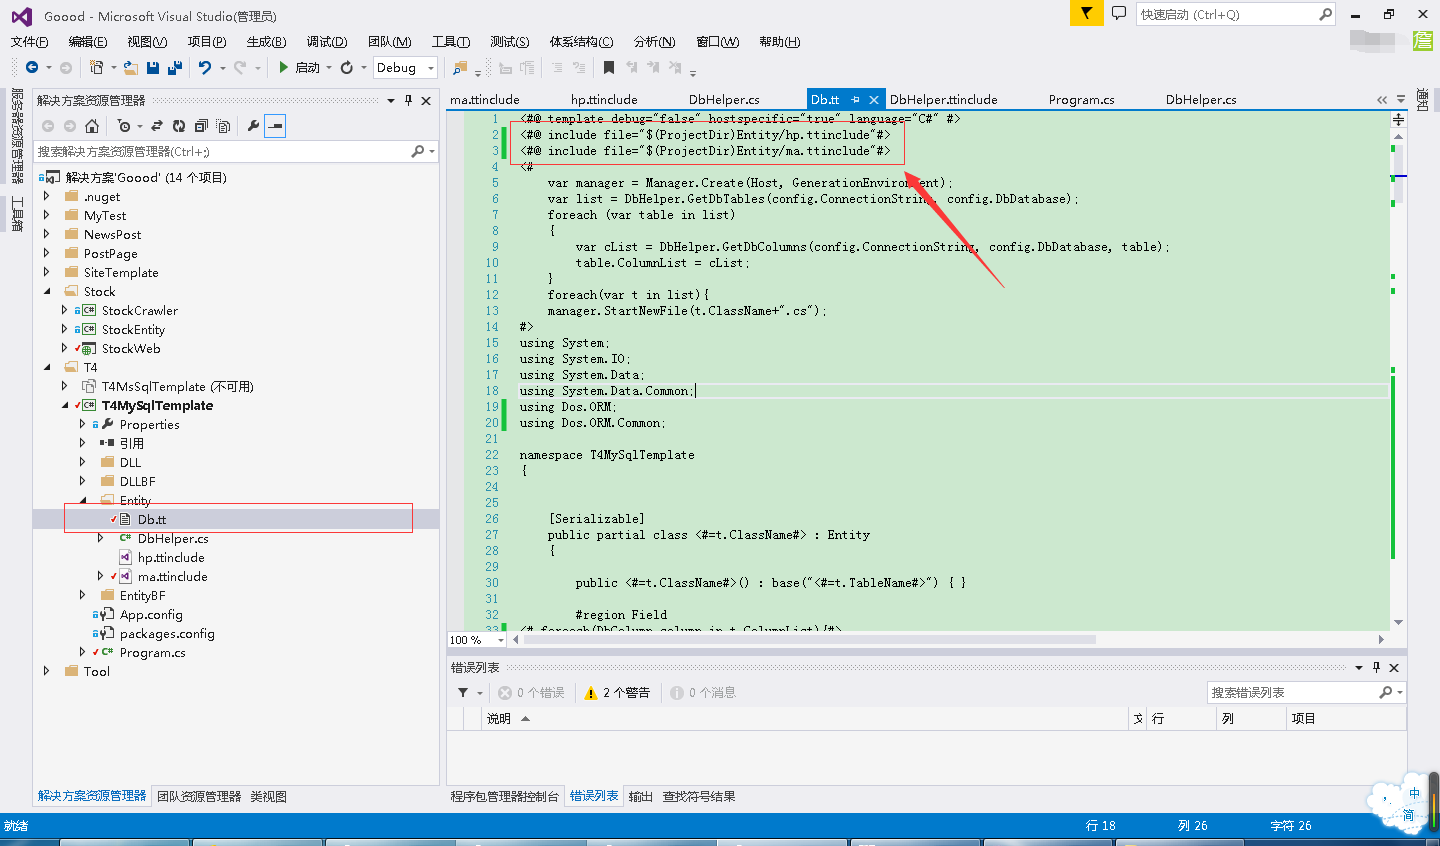 Goood - Microsoft Visual Studio(管理员)
快速启动 (Ctrl+Q)
文件(F) 编辑(E) 视图(V) 项目(P) 生成(B) 调试(D) 团队(M) 工具(T) 测试(S) 体系结构(C) 分析(N) 窗口(W) 帮助(H)
詹
启动 Debug
服务器资源管理器
工具箱
通知
解决方案资源管理器
搜索解决方案资源管理器(Ctrl+;)
解决方案'Goood' (14 个项目)
.nuget
MyTest
NewsPost
PostPage
SiteTemplate
Stock
StockCrawler
StockEntity
StockWeb
T4
T4MsSqlTemplate (不可用)
T4MySqlTemplate
Properties
引用
DLL
DLLBF
Entity
Db.tt
DbHelper.cs
hp.ttinclude
ma.ttinclude
EntityBF
App.config
packages.config
Program.cs
Tool
解决方案资源管理器 团队资源管理器 类视图
ma.ttinclude hp.ttinclude DbHelper.cs Db.tt DbHelper.ttinclude Program.cs DbHelper.cs
1 <#@ template debug="false" hostspecific="true" language="C#" #>
2 <#@ include file="$(ProjectDir)Entity/hp.ttinclude"#>
3 <#@ include file="$(ProjectDir)Entity/ma.ttinclude"#>
4 <#
5 var manager = Manager.Create(Host, GenerationEnvironment);
6 var list = DbHelper.GetDbTables(config.ConnectionString, config.DbDatabase);
7 foreach (var table in list)
8 {
9 var cList = DbHelper.GetDbColumns(config.ConnectionString, config.DbDatabase, table);
10 table.ColumnList = cList;
11 }
12 foreach(var t in list){
13 manager.StartNewFile(t.ClassName+".cs");
14 #>
15 using System;
16 using System.IO;
17 using System.Data;
18 using System.Data.Common;
19 using Dos.ORM;
20 using Dos.ORM.Common;
21
22 namespace T4MySqlTemplate
23 {
24
25
26 [Serializable]
27 public partial class <#=t.ClassName#> : Entity
28 {
29
30 public <#=t.ClassName#>() : base("<#=t.TableName#>") { }
31
32 #region Field
33 <# foreach(DbColumn column in t.ColumnList){#>
100 %
错误列表
0 个错误 2 个警告 0 个消息
搜索错误列表
说明 文 行 列 项目
程序包管理器控制台 错误列表 输出 查找符号结果
中
简
就绪 行 18 列 26 字符 26